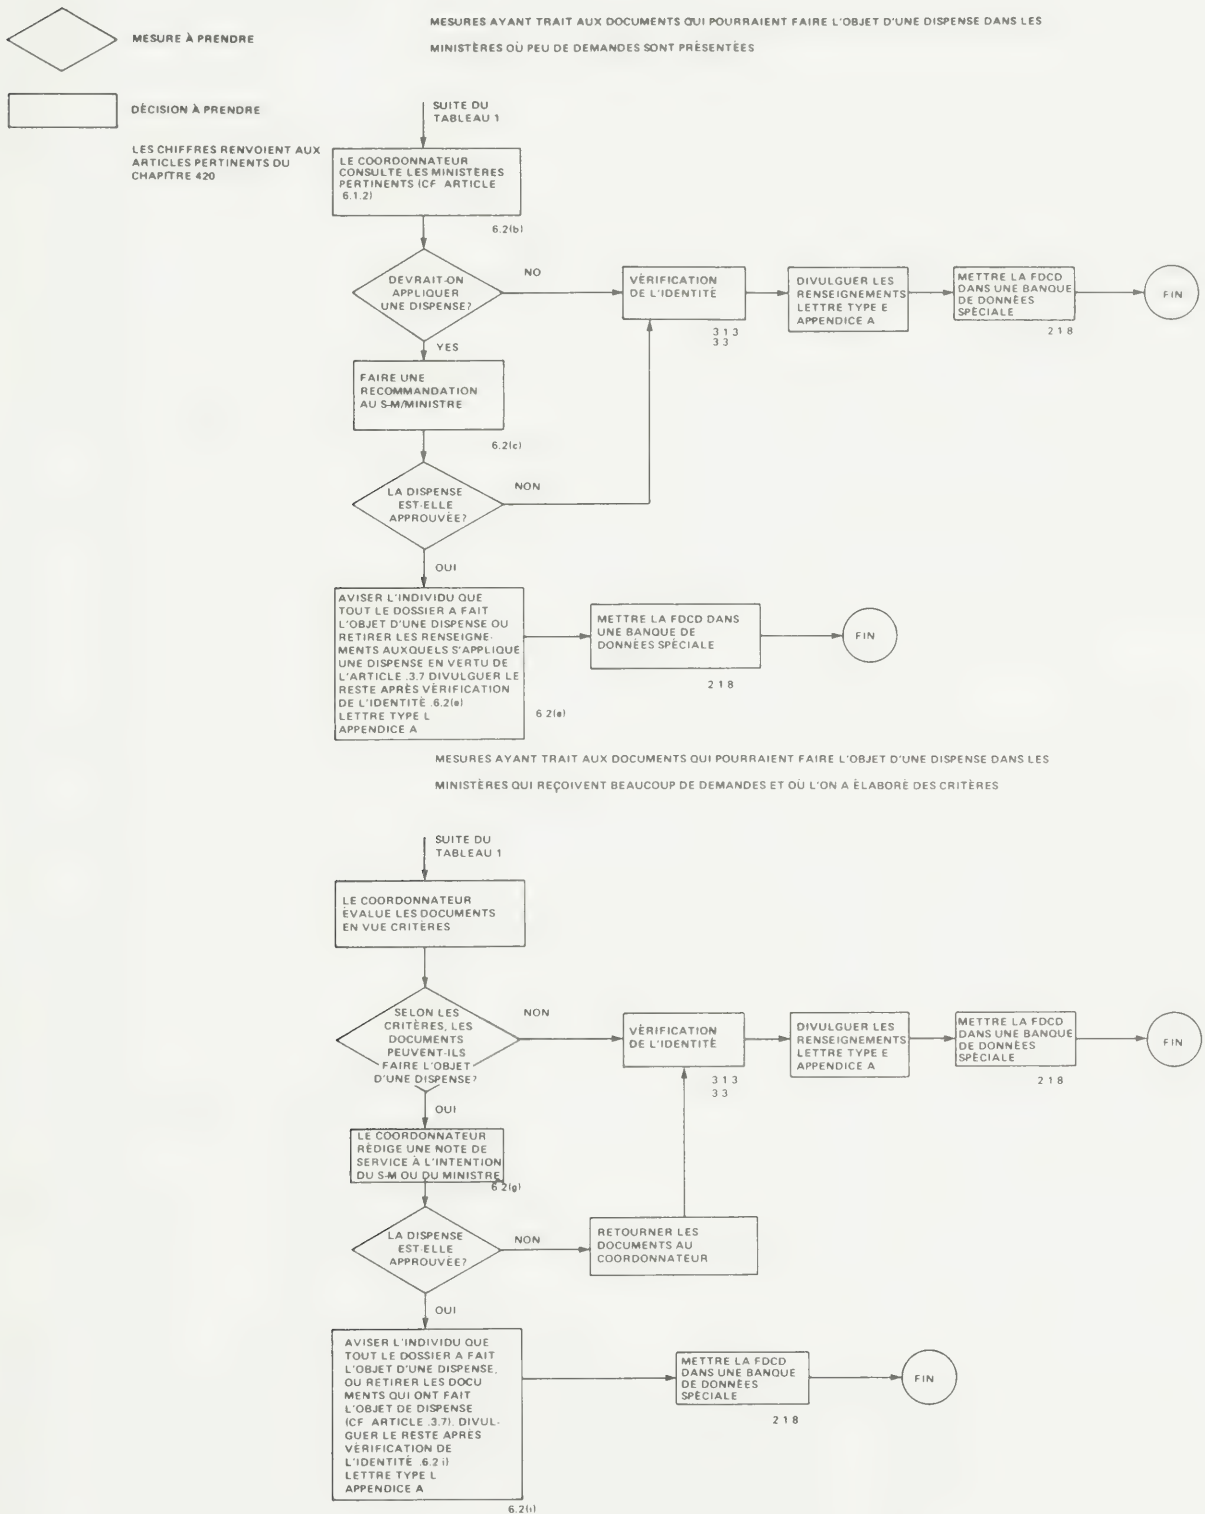 MESURE À PRENDRE
MESURES AYANT TRAIT AUX DOCUMENTS QUI POURRAIENT FAIRE L'OBJET D'UNE DISPENSE DANS LES
MINISTÈRES OÙ PEU DE DEMANDES SONT PRÉSENTÉES
DÉCISION À PRENDRE
LES CHIFFRES RENVOIENT AUX
ARTICLES PERTINENTS DU
CHAPITRE 420
SUITE DU
TABLEAU 1
LE COORDONNATEUR
CONSULTE LES MINISTÈRES
PERTINENTS (CF ARTICLE
6.1.2)
6.2(b)
DEVRAIT-ON
APPLIQUER
UNE DISPENSE?
NO
VÉRIFICATION
DE L'IDENTITÉ
3 1 3
3 3
DIVULGUER LES
RENSEIGNEMENTS
LETTRE TYPE E
APPENDICE A
METTRE LA FDCD
DANS UNE BANQUE
DE DONNÉES
SPÉCIALE
2 1 8
FIN
YES
FAIRE UNE
RECOMMANDATION
AU S-M/MINISTRE
6.2(c)
LA DISPENSE
EST-ELLE
APPROUVÉE?
NON
OUI
AVISER L'INDIVIDU QUE
TOUT LE DOSSIER A FAIT
L'OBJET D'UNE DISPENSE OU
RETIRER LES RENSEIGNE-
MENTS AUXQUELS S'APPLIQUE
UNE DISPENSE EN VERTU DE
L'ARTICLE .3.7 DIVULGUER LE
RESTE APRÈS VÉRIFICATION
DE L'IDENTITÉ .6.2(e)
LETTRE TYPE L
APPENDICE A
6 2(e)
METTRE LA FDCD DANS
UNE BANQUE DE
DONNÉES SPÉCIALE
2 1 8
FIN
MESURES AYANT TRAIT AUX DOCUMENTS QUI POURRAIENT FAIRE L'OBJET D'UNE DISPENSE DANS LES
MINISTÈRES QUI REÇOIVENT BEAUCOUP DE DEMANDES ET OÙ L'ON A ÉLABORÉ DES CRITÈRES
SUITE DU
TABLEAU 1
LE COORDONNATEUR
ÉVALUE LES DOCUMENTS
EN VUE CRITÈRES
SELON LES
CRITÈRES, LES
DOCUMENTS
PEUVENT-ILS
FAIRE L'OBJET
D'UNE DISPENSE?
NON
VÉRIFICATION
DE L'IDENTITÉ
3 1 3
3 3
DIVULGUER LES
RENSEIGNEMENTS
LETTRE TYPE E
APPENDICE A
METTRE LA FDCD
DANS UNE BANQUE
DE DONNÉES
SPÉCIALE
2 1 8
FIN
OUI
LE COORDONNATEUR
RÉDIGE UNE NOTE DE
SERVICE À L'INTENTION
DU S-M OU DU MINISTRE
6 2(g)
LA DISPENSE
EST-ELLE
APPROUVÉE?
NON
RETOURNER LES
DOCUMENTS AU
COORDONNATEUR
OUI
AVISER L'INDIVIDU QUE
TOUT LE DOSSIER A FAIT
L'OBJET D'UNE DISPENSE,
OU RETIRER LES DOCU
MENTS QUI ONT FAIT
L'OBJET DE DISPENSE
(CF ARTICLE .3.7). DIVUL-
GUER LE RESTE APRÈS
VÉRIFICATION DE
L'IDENTITÉ .6.2 i)
LETTRE TYPE L
APPENDICE A
6.2(i)
METTRE LA FDCD
DANS UNE BANQUE
DE DONNÉES
SPÉCIALE
2 1 8
FIN